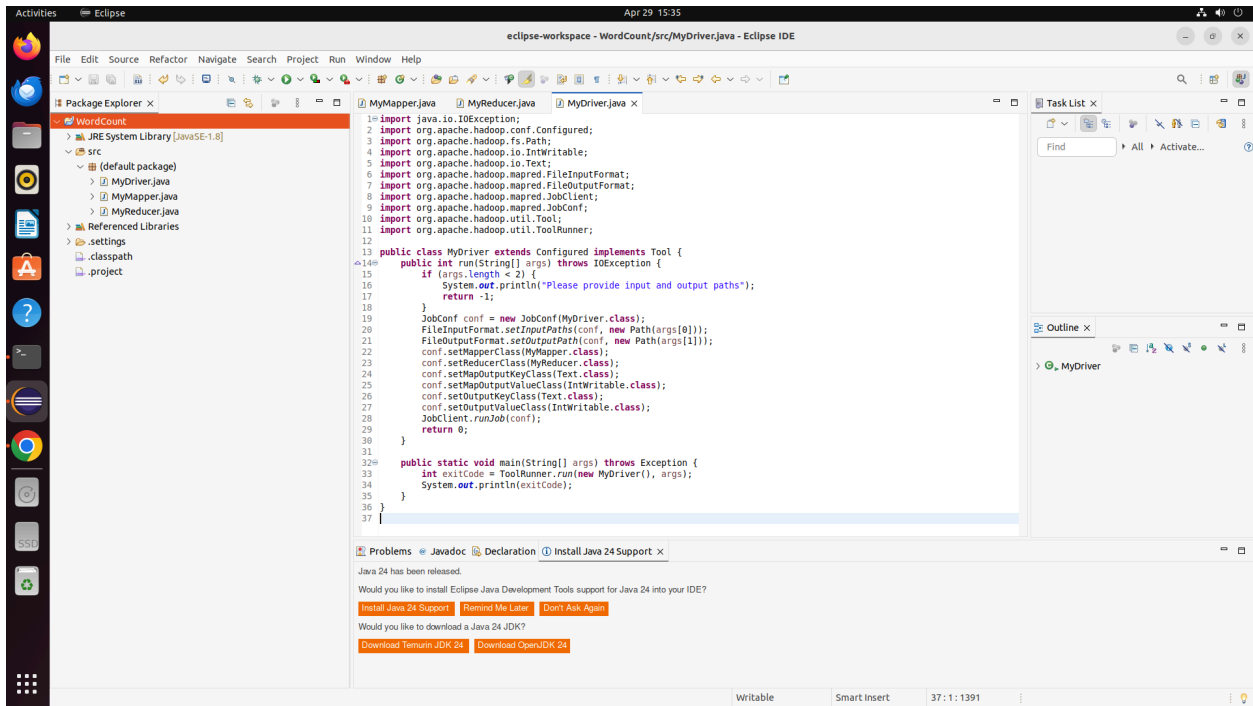 Activities
Eclipse
Apr 29 15:35
eclipse-workspace - WordCount/src/MyDriver.java - Eclipse IDE
File Edit Source Refactor Navigate Search Project Run Window Help
Package Explorer
WordCount
JRE System Library [JavaSE-1.8]
src
(default package)
MyDriver.java
MyMapper.java
MyReducer.java
Referenced Libraries
.settings
.classpath
.project
MyMapper.java MyReducer.java MyDriver.java
1 import java.io.IOException;
2 import org.apache.hadoop.conf.Configured;
3 import org.apache.hadoop.fs.Path;
4 import org.apache.hadoop.io.IntWritable;
5 import org.apache.hadoop.io.Text;
6 import org.apache.hadoop.mapred.FileInputFormat;
7 import org.apache.hadoop.mapred.FileOutputFormat;
8 import org.apache.hadoop.mapred.JobClient;
9 import org.apache.hadoop.mapred.JobConf;
10 import org.apache.hadoop.util.Tool;
11 import org.apache.hadoop.util.ToolRunner;
12
13 public class MyDriver extends Configured implements Tool {
14     public int run(String[] args) throws IOException {
15         if (args.length < 2) {
16             System.out.println("Please provide input and output paths");
17             return -1;
18         }
19         JobConf conf = new JobConf(MyDriver.class);
20         FileInputFormat.setInputPaths(conf, new Path(args[0]));
21         FileOutputFormat.setOutputPath(conf, new Path(args[1]));
22         conf.setMapperClass(MyMapper.class);
23         conf.setReducerClass(MyReducer.class);
24         conf.setMapOutputKeyClass(Text.class);
25         conf.setMapOutputValueClass(IntWritable.class);
26         conf.setOutputKeyClass(Text.class);
27         conf.setOutputValueClass(IntWritable.class);
28         JobClient.runJob(conf);
29         return 0;
30     }
31
32     public static void main(String[] args) throws Exception {
33         int exitCode = ToolRunner.run(new MyDriver(), args);
34         System.out.println(exitCode);
35     }
36 }
37
Task List
Find
All
Activate...
Outline
MyDriver
Problems Javadoc Declaration Install Java 24 Support
Java 24 has been released.
Would you like to install Eclipse Java Development Tools support for Java 24 into your IDE?
Install Java 24 Support Remind Me Later Don't Ask Again
Would you like to download a Java 24 JDK?
Download Temurin JDK 24 Download OpenJDK 24
SSD
Writable
Smart Insert
37 : 1 : 1391